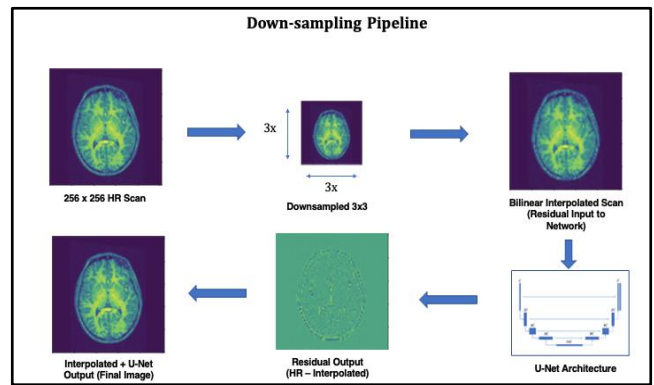 Down-sampling Pipeline
3x
3x
256 x 256 HR Scan
Downsampled 3x3
Bilinear Interpolated Scan
(Residual Input to
Network)
Interpolated + U-Net
Output (Final Image)
Residual Output
(HR – Interpolated)
U-Net Architecture